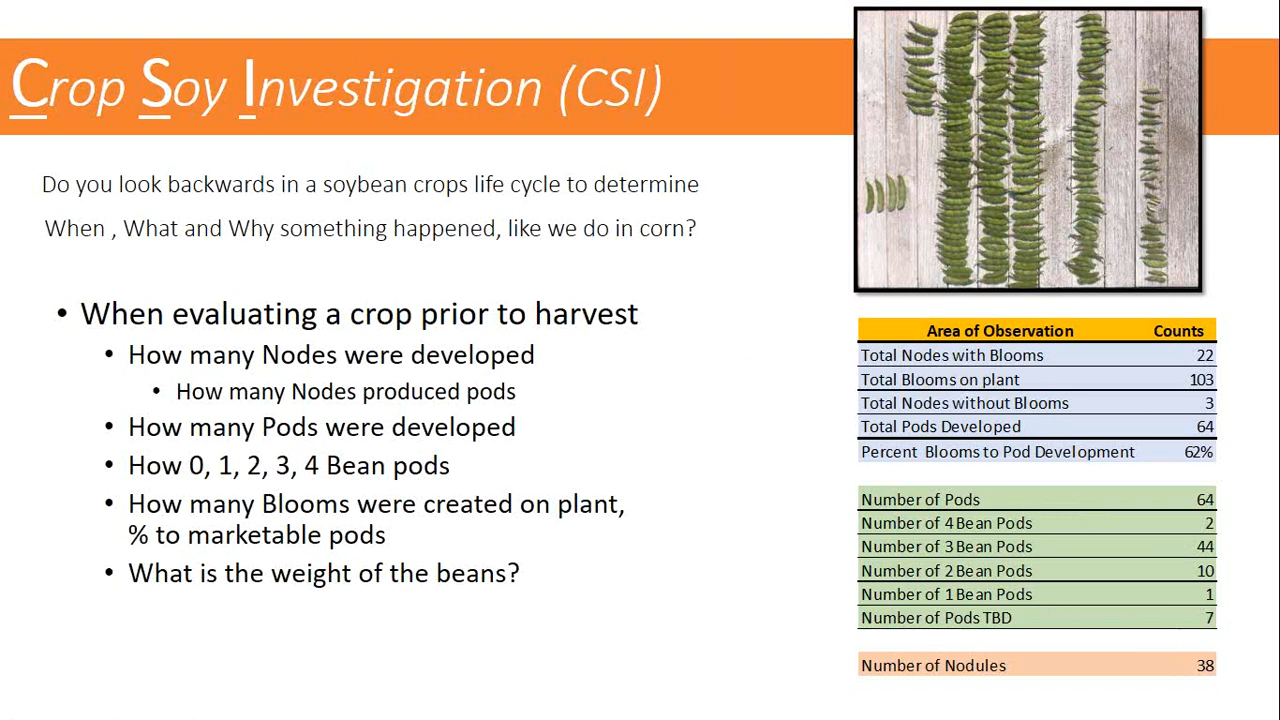 Crop Soy Investigation (CSI)
Do you look backwards in a soybean crops life cycle to determine
When , What and Why something happened, like we do in corn?
• When evaluating a crop prior to harvest
• How many Nodes were developed
• How many Nodes produced pods
• How many Pods were developed
• How 0, 1, 2, 3, 4 Bean pods
• How many Blooms were created on plant,
% to marketable pods
• What is the weight of the beans?
Area of Observation Counts
Total Nodes with Blooms 22
Total Blooms on plant 103
Total Nodes without Blooms 3
Total Pods Developed 64
Percent Blooms to Pod Development 62%
Number of Pods 64
Number of 4 Bean Pods 2
Number of 3 Bean Pods 44
Number of 2 Bean Pods 10
Number of 1 Bean Pods 1
Number of Pods TBD 7
Number of Nodules 38